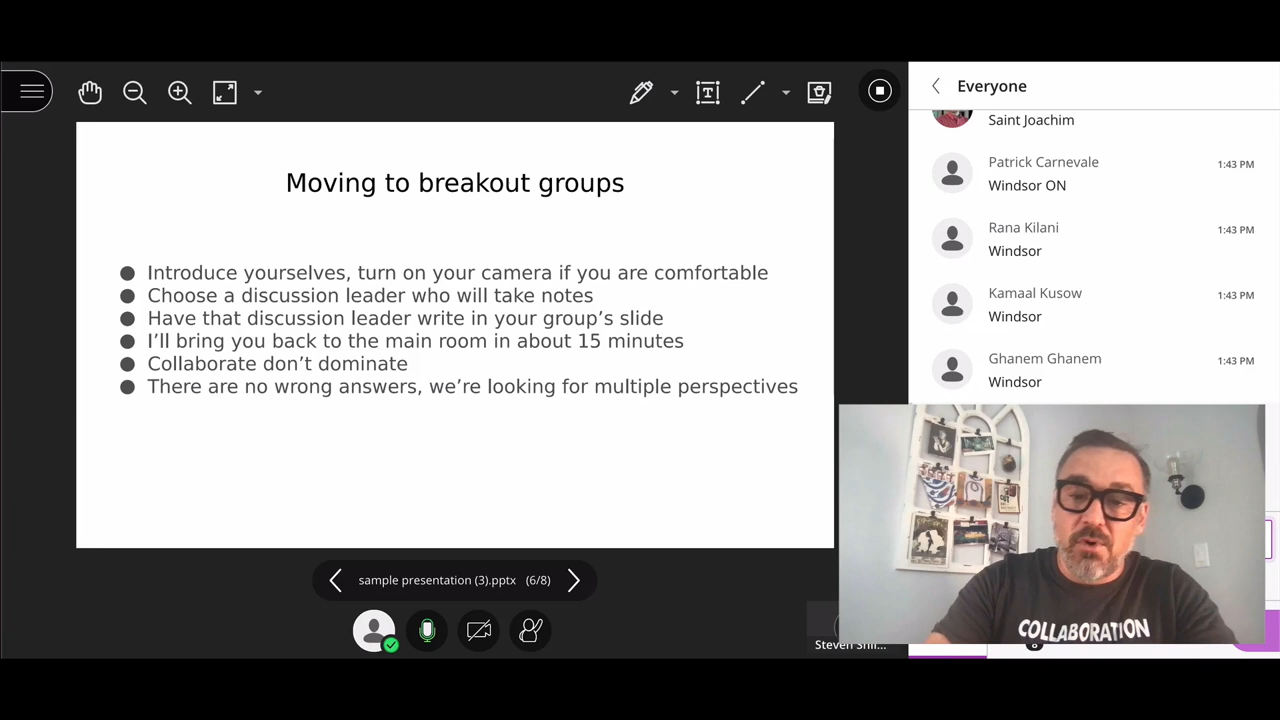 Everyone
Moving to breakout groups
● Introduce yourselves, turn on your camera if you are comfortable
● Choose a discussion leader who will take notes
● Have that discussion leader write in your group’s slide
● I’ll bring you back to the main room in about 15 minutes
● Collaborate don’t dominate
● There are no wrong answers, we’re looking for multiple perspectives
sample presentation (3).pptx (6/8)
Steven
Saint Joachim
Patrick Carnevale 1:43 PM
Windsor ON
Rana Kilani 1:43 PM
Windsor
Kamaal Kusow 1:43 PM
Windsor
Ghanem Ghanem 1:43 PM
Windsor
COLLABORATION